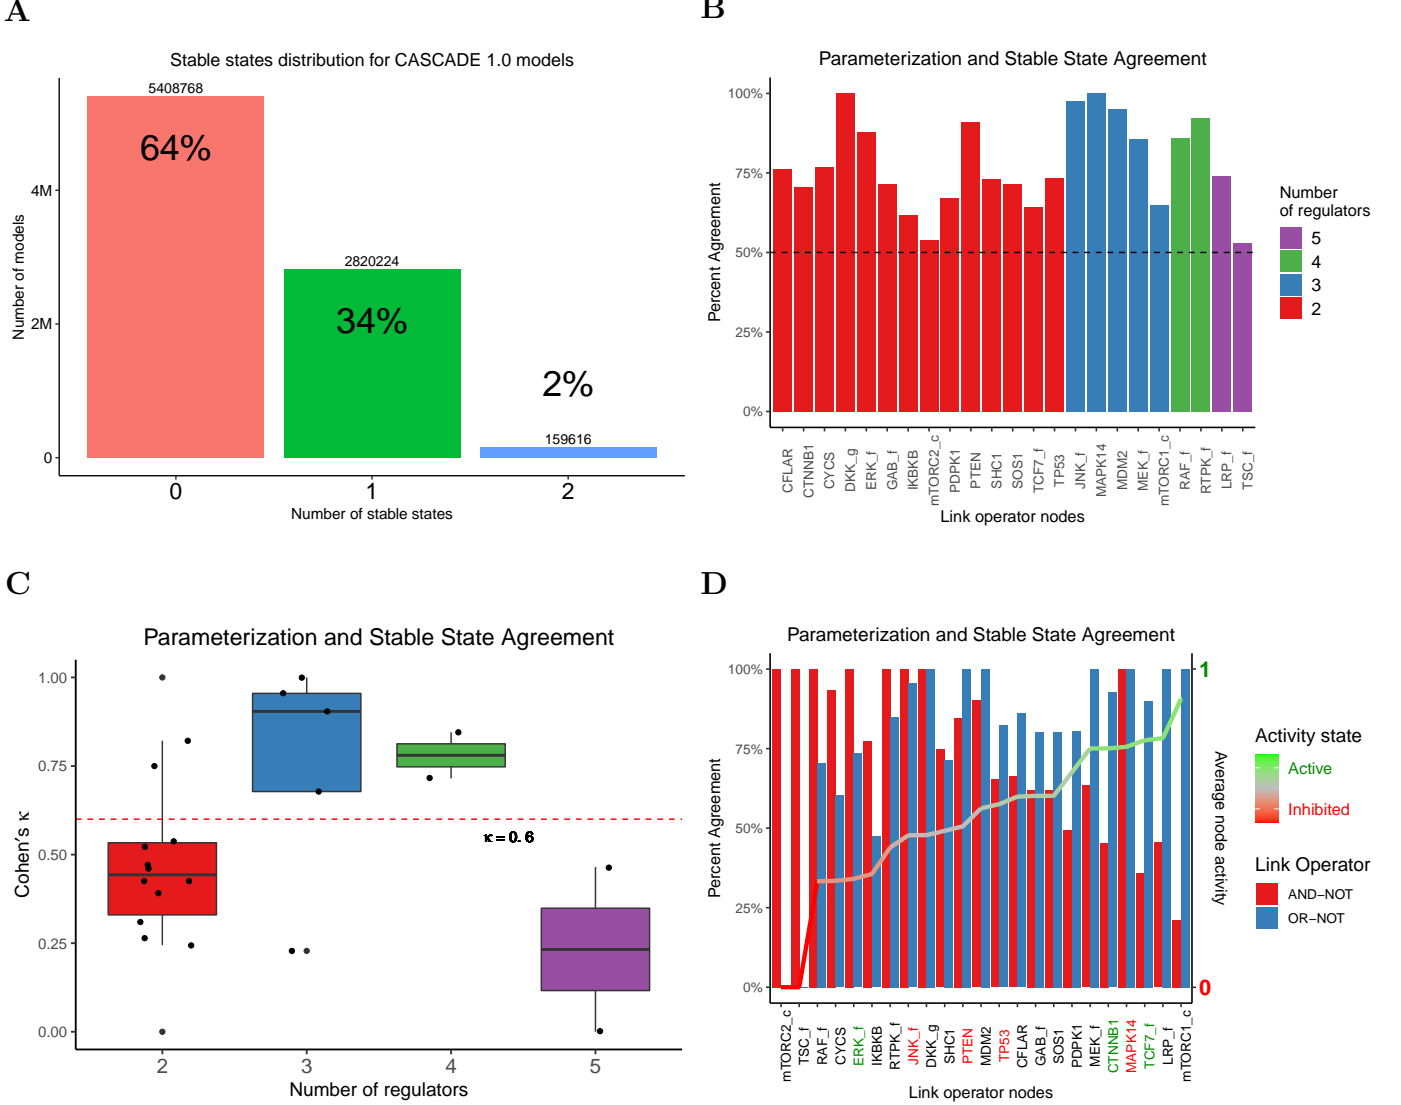 A
Stable states distribution for CASCADE 1.0 models
5408768
64%
2820224
34%
2%
159616
4M
2M
0
Number of models
0
1
2
Number of stable states
B
Parameterization and Stable State Agreement
100%
75%
50%
25%
0%
Percent Agreement
CFLAR
CTNNB1
CYCS
DKK_g
ERK_f
GAB_f
IKBKB
mTORC2_c
PDPK1
PTEN
SHC1
SOS1
TCF7_f
TP53
JNK_f
MAPK14
MDM2
MEK_f
mTORC1_c
RAF_f
RTPK_f
LRP_f
TSC_f
Link operator nodes
Number
of regulators
5
4
3
2
C
Parameterization and Stable State Agreement
1.00
0.75
0.50
0.25
0.00
Cohen's κ
κ=0.6
2
3
4
5
Number of regulators
D
Parameterization and Stable State Agreement
100%
75%
50%
25%
0%
Percent Agreement
1
0
Average node activity
mTORC2_c
TSC_f
RAF_f
CYCS
ERK_f
IKBKB
RTPK_f
JNK_f
DKK_g
SHC1
PTEN
MDM2
TP53
CFLAR
GAB_f
SOS1
PDPK1
MEK_f
CTNNB1
MAPK14
TCF7_f
LRP_f
mTORC1_c
Link operator nodes
Activity state
Active
Inhibited
Link Operator
AND−NOT
OR−NOT